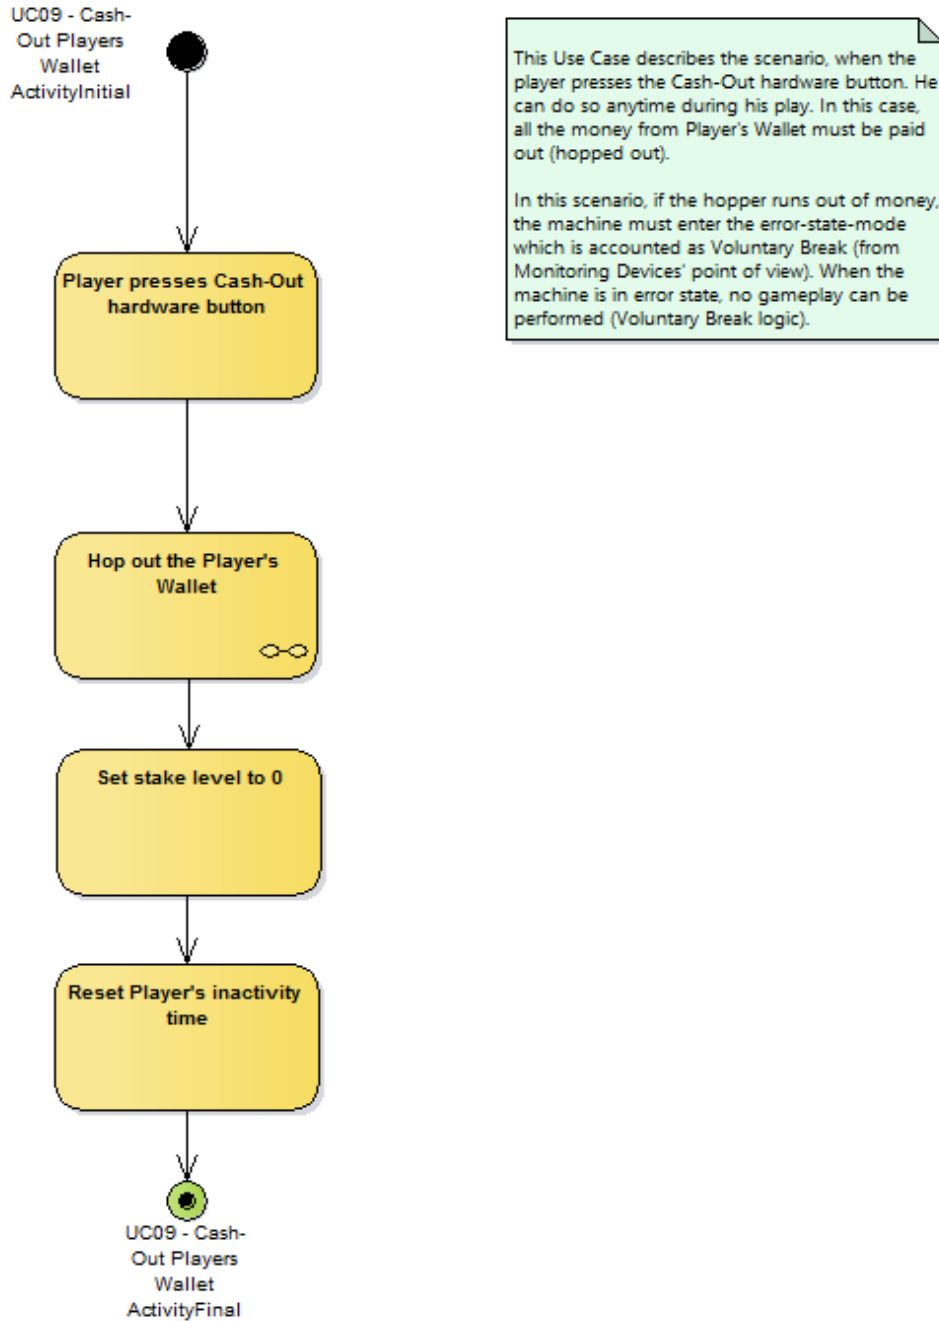 UC09 - Cash-
Out Players
Wallet
ActivityInitial
This Use Case describes the scenario, when the
player presses the Cash-Out hardware button. He
can do so anytime during his play. In this case,
all the money from Player's Wallet must be paid
out (hopped out).
In this scenario, if the hopper runs out of money,
the machine must enter the error-state-mode
which is accounted as Voluntary Break (from
Monitoring Devices' point of view). When the
machine is in error state, no gameplay can be
performed (Voluntary Break logic).
Player presses Cash-Out
hardware button
Hop out the Player's
Wallet
Set stake level to 0
Reset Player's inactivity
time
UC09 - Cash-
Out Players
Wallet
ActivityFinal